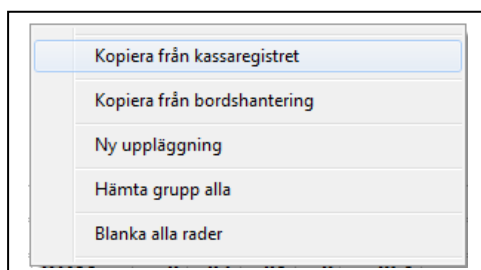 Kopiera från kassaregistret
Kopiera från bordshantering
Ny uppläggning
Hämta grupp alla
Blanka alla rader